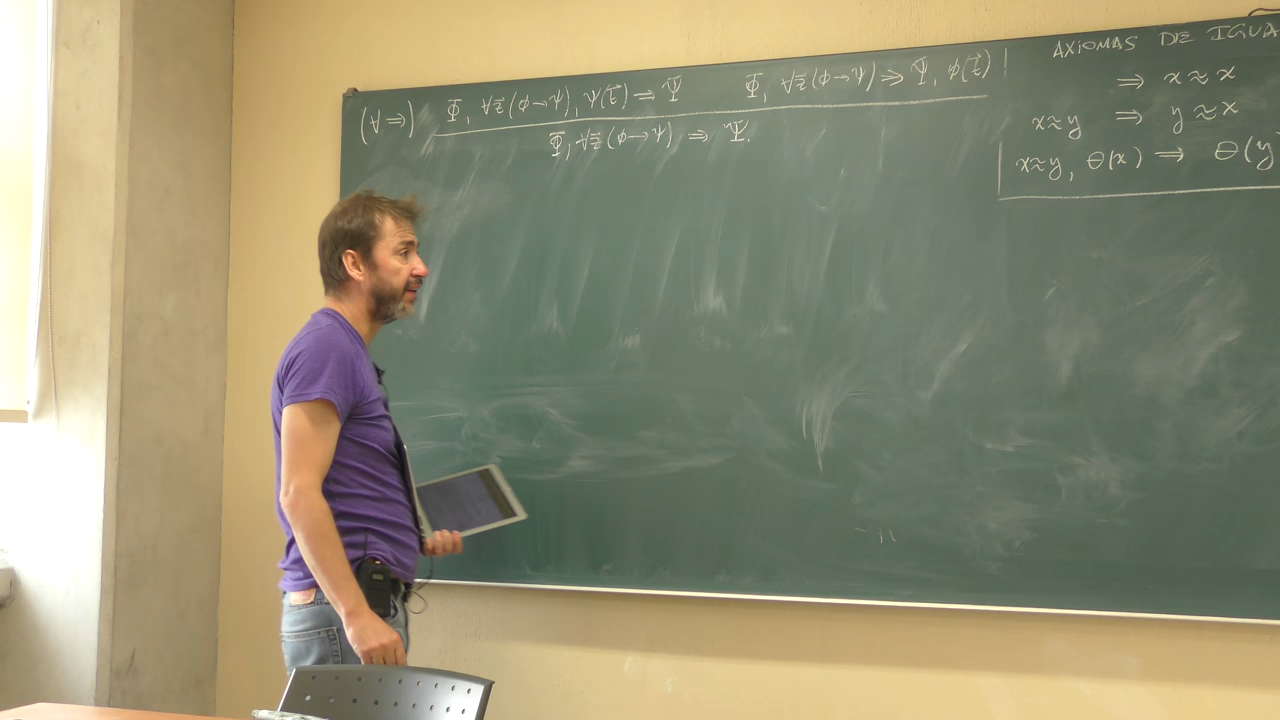 (∀⇒) Φ, ∀z̄(φ→ψ), ψ(t̄) ⇒ Ψ Φ, ∀z̄(φ→ψ) ⇒ Ψ, φ(t̄)
Φ, ∀z̄(φ→ψ) ⇒ Ψ.
AXIOMAS DE IGUA
⇒ x≈x
x≈y ⇒ y≈x
x≈y, θ(x) ⇒ θ(y